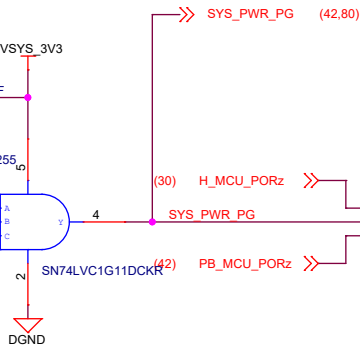 SYS_PWR_PG (42,80)
VSYS_3V3
F
255
5
(30) H_MCU_PORz
A
B
C
Y
4
SYS_PWR_PG
2
SN74LVC1G11DCKR
(42) PB_MCU_PORz
DGND